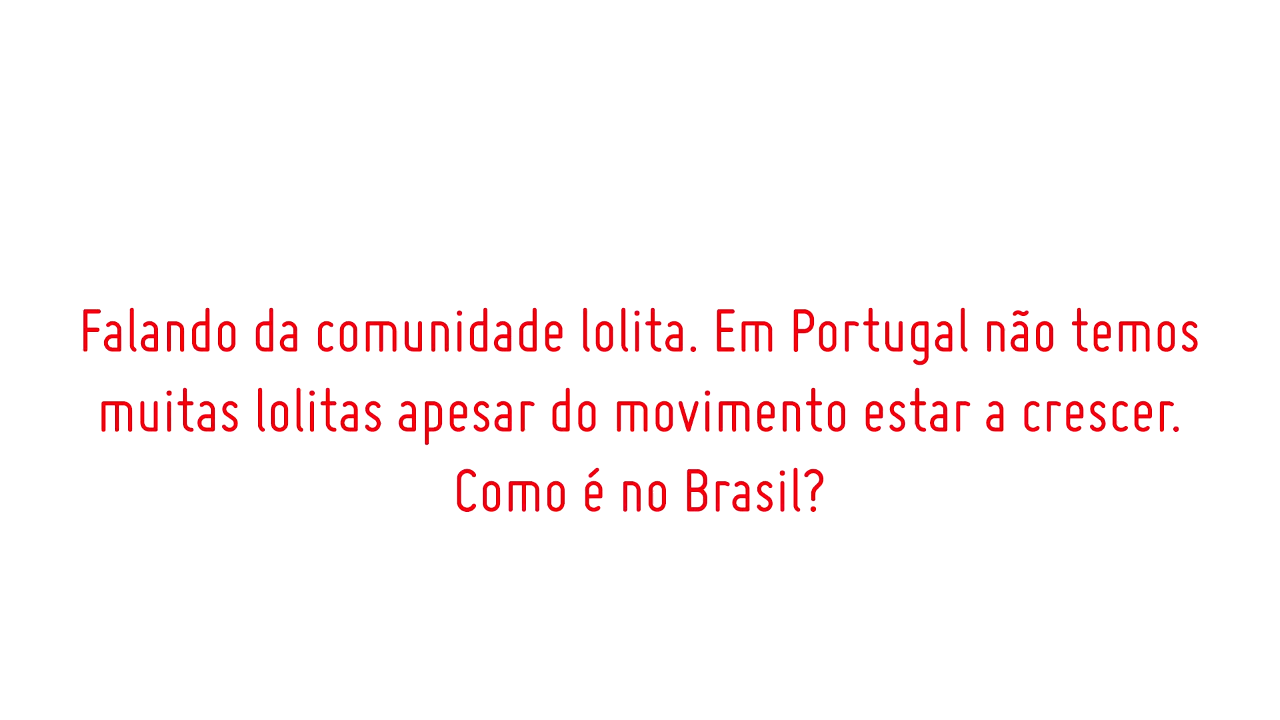 Falando da comunidade lolita. Em Portugal não temos
muitas lolitas apesar do movimento estar a crescer.
Como é no Brasil?